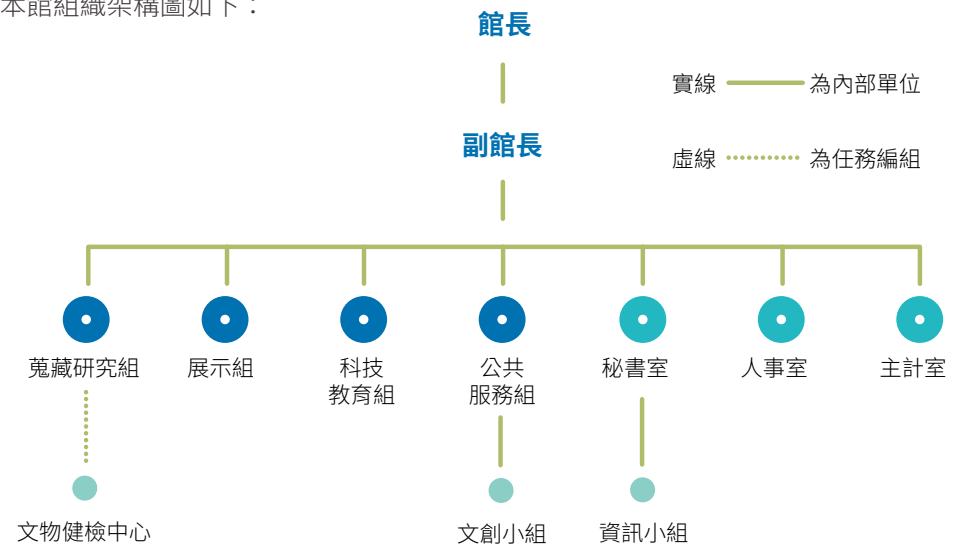 本館組織架構圖如下：
館長
實線 為內部單位
副館長
虛線 為任務編組
蒐藏研究組
展示組
科技
教育組
公共
服務組
秘書室
人事室
主計室
文物健檢中心
文創小組
資訊小組